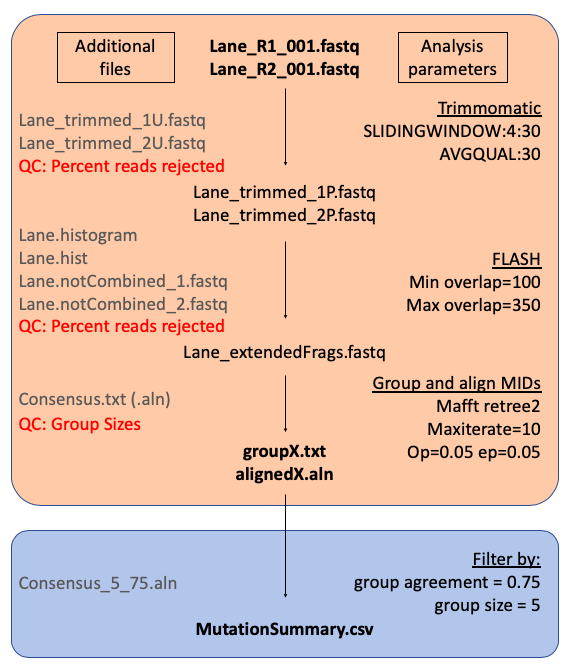 Additional
files
Lane_R1_001.fastq
Lane_R2_001.fastq
Analysis
parameters
Lane_trimmed_1U.fastq
Lane_trimmed_2U.fastq
QC: Percent reads rejected
Trimmomatic
SLIDINGWINDOW:4:30
AVGQUAL:30
Lane_trimmed_1P.fastq
Lane_trimmed_2P.fastq
Lane.histogram
Lane.hist
Lane.notCombined_1.fastq
Lane.notCombined_2.fastq
QC: Percent reads rejected
FLASH
Min overlap=100
Max overlap=350
Lane_extendedFrags.fastq
Consensus.txt (.aln)
QC: Group Sizes
Group and align MIDs
Mafft retree2
Maxiterate=10
Op=0.05 ep=0.05
groupX.txt
alignedX.aln
Consensus_5_75.aln
Filter by:
group agreement = 0.75
group size = 5
MutationSummary.csv